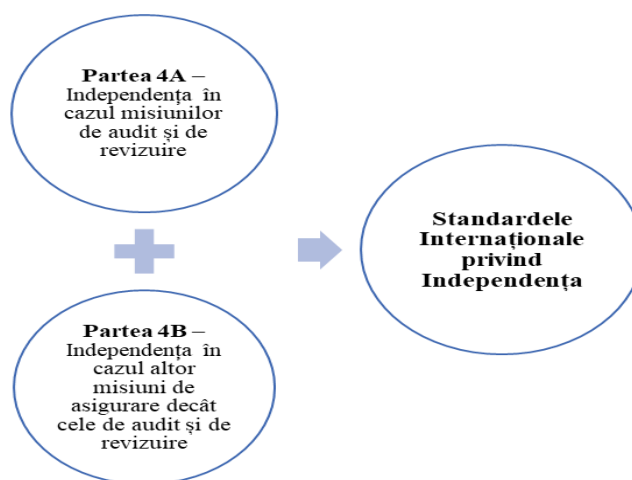 Partea 4A –
Independența în
cazul misiunilor
de audit și de
revizuire
Partea 4B –
Independența în
cazul altor
misiuni de
asigurare decât
cele de audit și de
revizuire
Standardele
Internaționale
privind
Independența